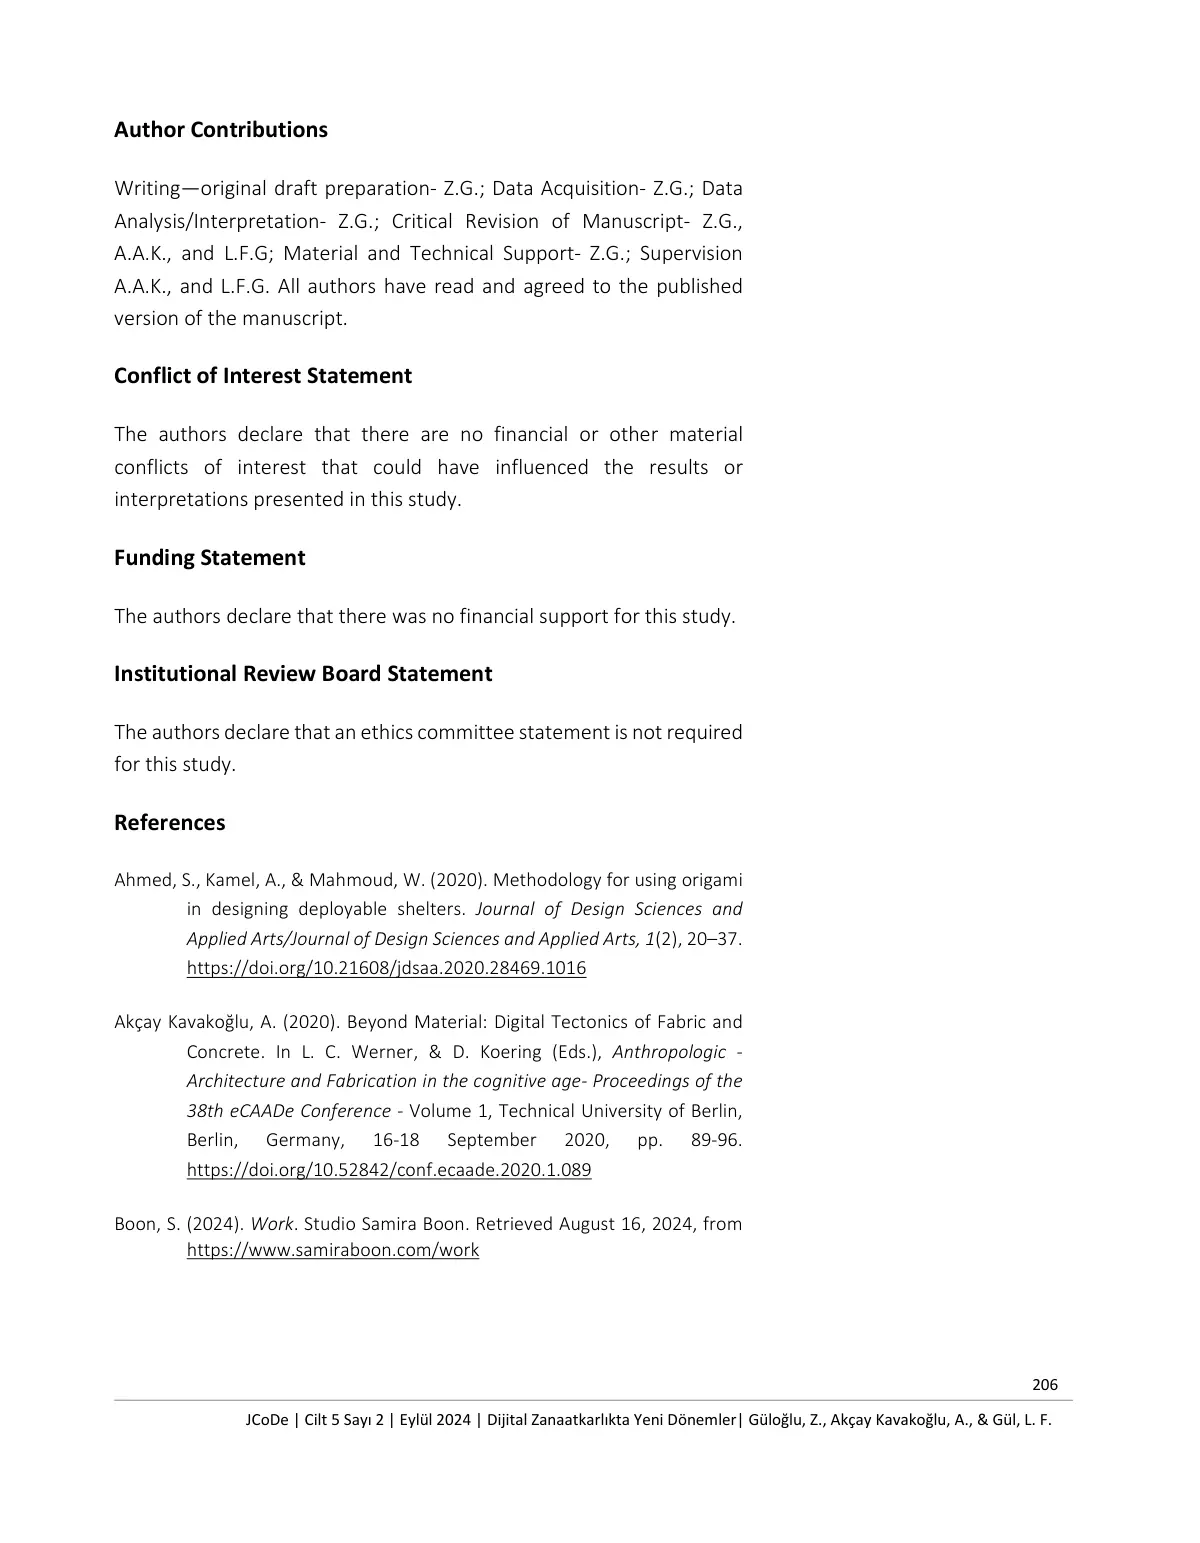 Author Contributions
Writing—original draft preparation- Z.G.; Data Acquisition- Z.G.; Data
Analysis/Interpretation- Z.G.; Critical Revision of Manuscript- Z.G.,
A.A.K., and L.F.G; Material and Technical Support- Z.G.; Supervision
A.A.K., and L.F.G. All authors have read and agreed to the published
version of the manuscript.
Conflict of Interest Statement
The authors declare that there are no financial or other material
conflicts of interest that could have influenced the results or
interpretations presented in this study.
Funding Statement
The authors declare that there was no financial support for this study.
Institutional Review Board Statement
The authors declare that an ethics committee statement is not required
for this study.
References
Ahmed, S., Kamel, A., & Mahmoud, W. (2020). Methodology for using origami
in designing deployable shelters. Journal of Design Sciences and
Applied Arts/Journal of Design Sciences and Applied Arts, 1(2), 20–37.
https://doi.org/10.21608/jdsaa.2020.28469.1016
Akçay Kavakoğlu, A. (2020). Beyond Material: Digital Tectonics of Fabric and
Concrete. In L. C. Werner, & D. Koering (Eds.), Anthropologic -
Architecture and Fabrication in the cognitive age- Proceedings of the
38th eCAADe Conference - Volume 1, Technical University of Berlin,
Berlin, Germany, 16-18 September 2020, pp. 89-96.
https://doi.org/10.52842/conf.ecaade.2020.1.089
Boon, S. (2024). Work. Studio Samira Boon. Retrieved August 16, 2024, from
https://www.samiraboon.com/work
206
JCoDe | Cilt 5 Sayı 2 | Eylül 2024 | Dijital Zanaatkarlıkta Yeni Dönemler| Güloğlu, Z., Akçay Kavakoğlu, A., & Gül, L. F.